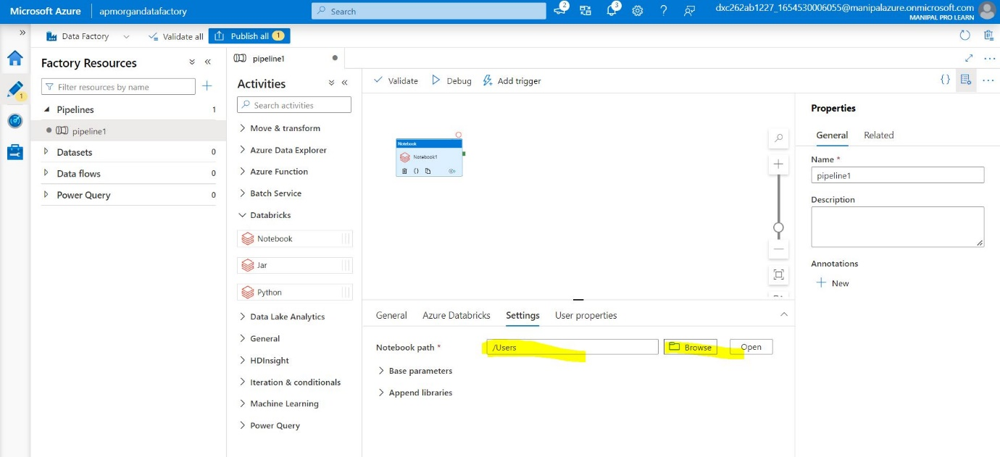 Microsoft Azure
apmorgandatafactory
Search
2
3
dxc262ab1227_1654530006055@manipalazure.onmicrosoft.com
MANIPAL PRO LEARN
Data Factory
Validate all
Publish all 1
1
Factory Resources
Filter resources by name
Pipelines 1
pipeline1
Datasets 0
Data flows 0
Power Query 0
pipeline1
Activities
Search activities
Move & transform
Azure Data Explorer
Azure Function
Batch Service
Databricks
Notebook
Jar
Python
Data Lake Analytics
General
HDInsight
Iteration & conditionals
Machine Learning
Power Query
Validate
Debug
Add trigger
Notebook
Notebook1
General
Azure Databricks
Settings
User properties
Notebook path *
/Users
Browse
Open
Base parameters
Append libraries
Properties
General
Related
Name *
pipeline1
Description
Annotations
New